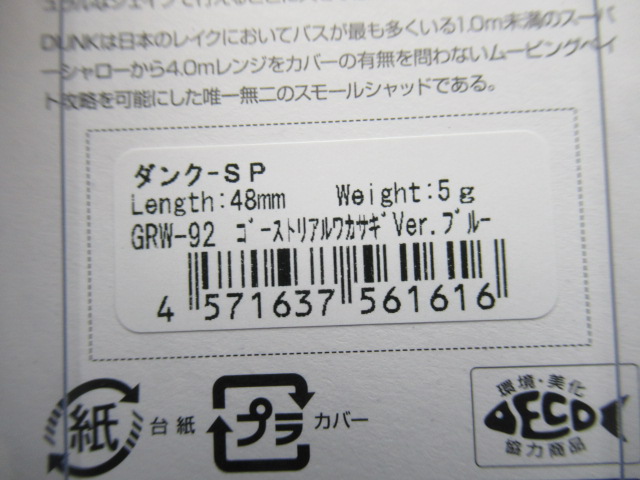 DUNKは日本のレイクにおいてバスが最も多くいる1.0m未満のスーパ
ーシャローから4.0mレンジをカバーの有無を問わないムービングベイ
ト攻略を可能にした唯一無二のスモールシャッドである。
ダンク-SP
Length:48mm Weight:5g
GRW-92 ｺﾞｰｽﾄﾘｱﾙﾜｶｻｷﾞVer.ﾌﾞﾙｰ
4 571637 561616
紙 台紙 プラ カバー
環境・美化
ECO
協力商品